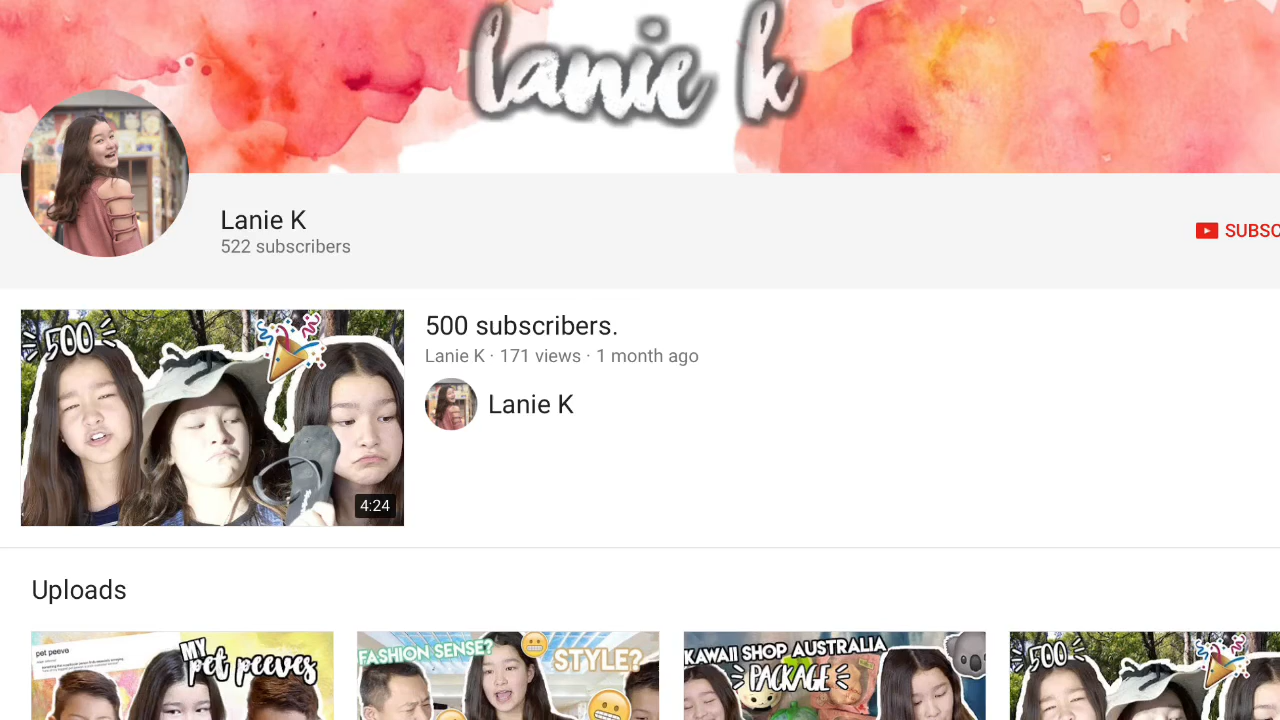 lanie k
Lanie K
522 subscribers
SUBSC
500
4:24
500 subscribers.
Lanie K · 171 views · 1 month ago
Lanie K
Uploads
pet peeve
MY
pet peeves
FASHION SENSE?
STYLE?
KAWAII SHOP AUSTRALIA
PACKAGE
500